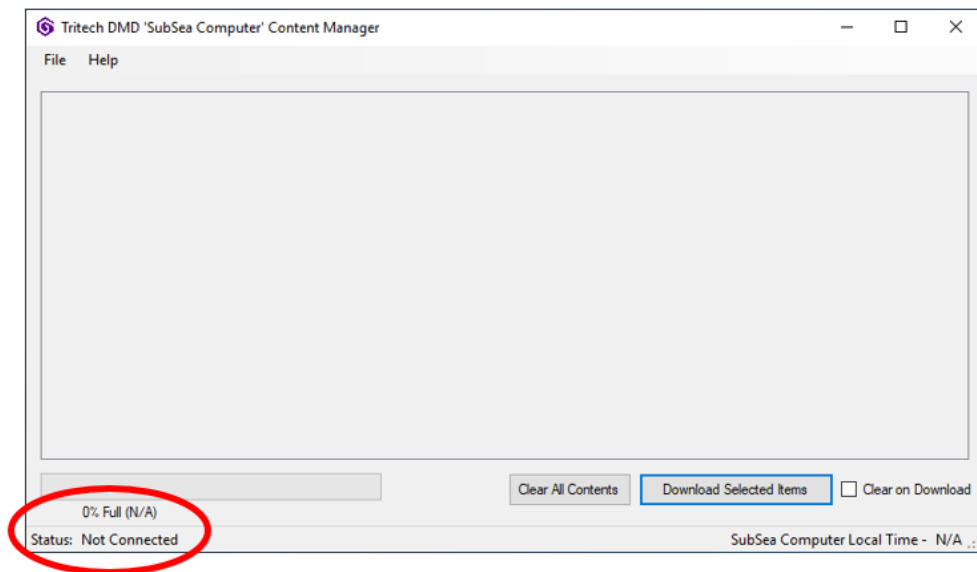 Tritech DMD 'SubSea Computer' Content Manager
File Help
Clear All Contents Download Selected Items Clear on Download
0% Full (N/A)
Status: Not Connected SubSea Computer Local Time - N/A